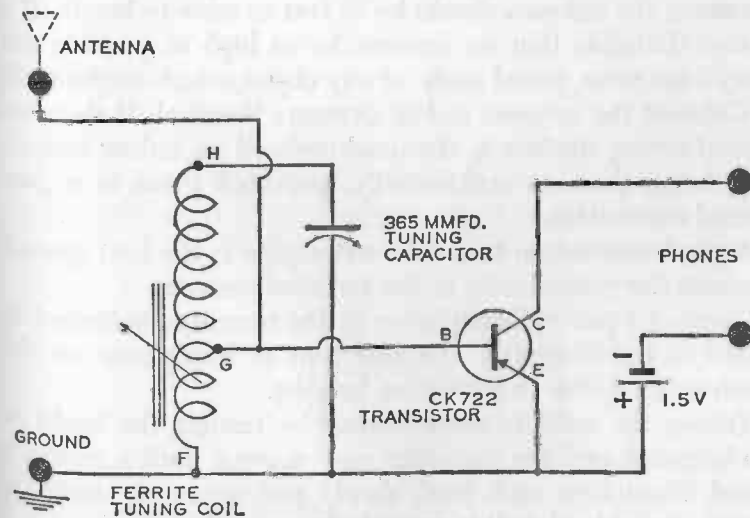 ANTENNA
H
365 MMFD.
TUNING
CAPACITOR
PHONES
G
B
C
E
CK722
TRANSISTOR
-
+
1.5V
GROUND
F
FERRITE
TUNING COIL